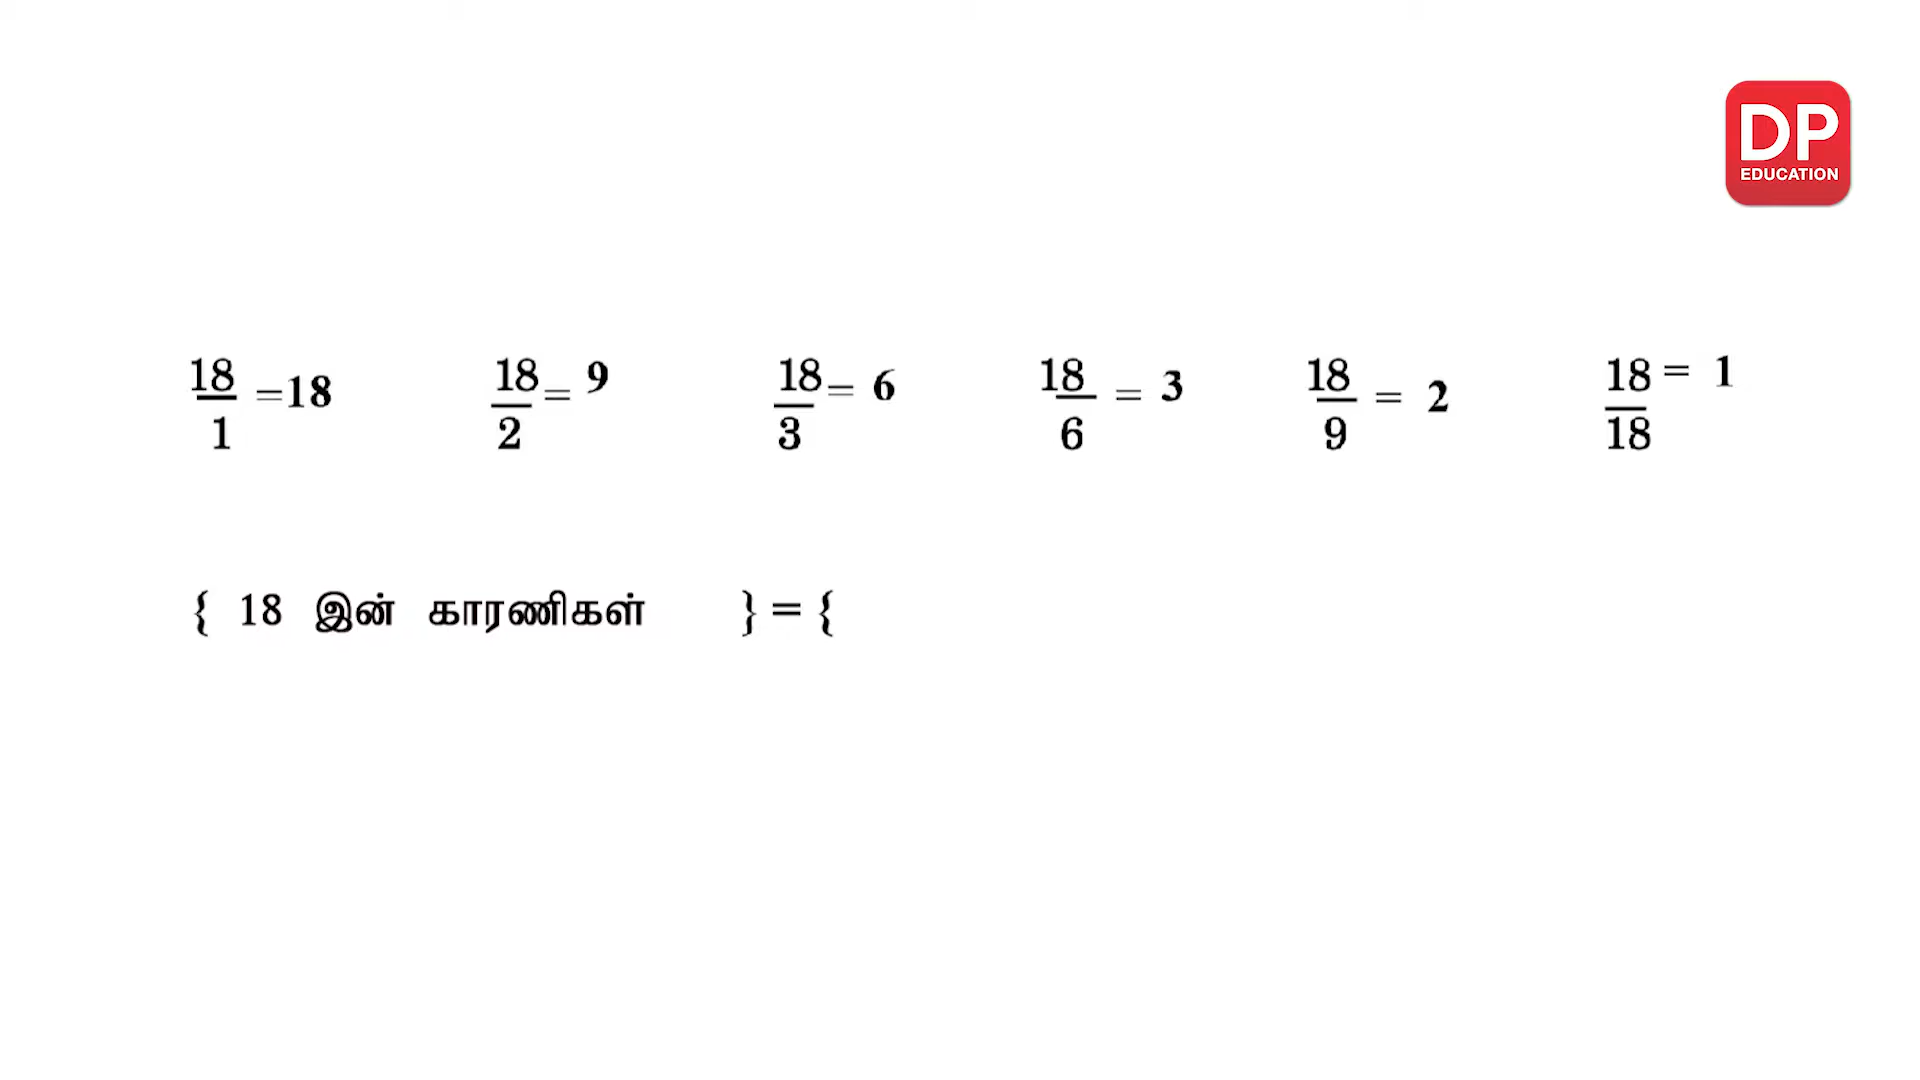 DP
EDUCATION
18/1 =18 18/2 = 9 18/3 = 6 18/6 = 3 18/9 = 2 18/18 = 1
{ 18 இன் காரணிகள் } = {